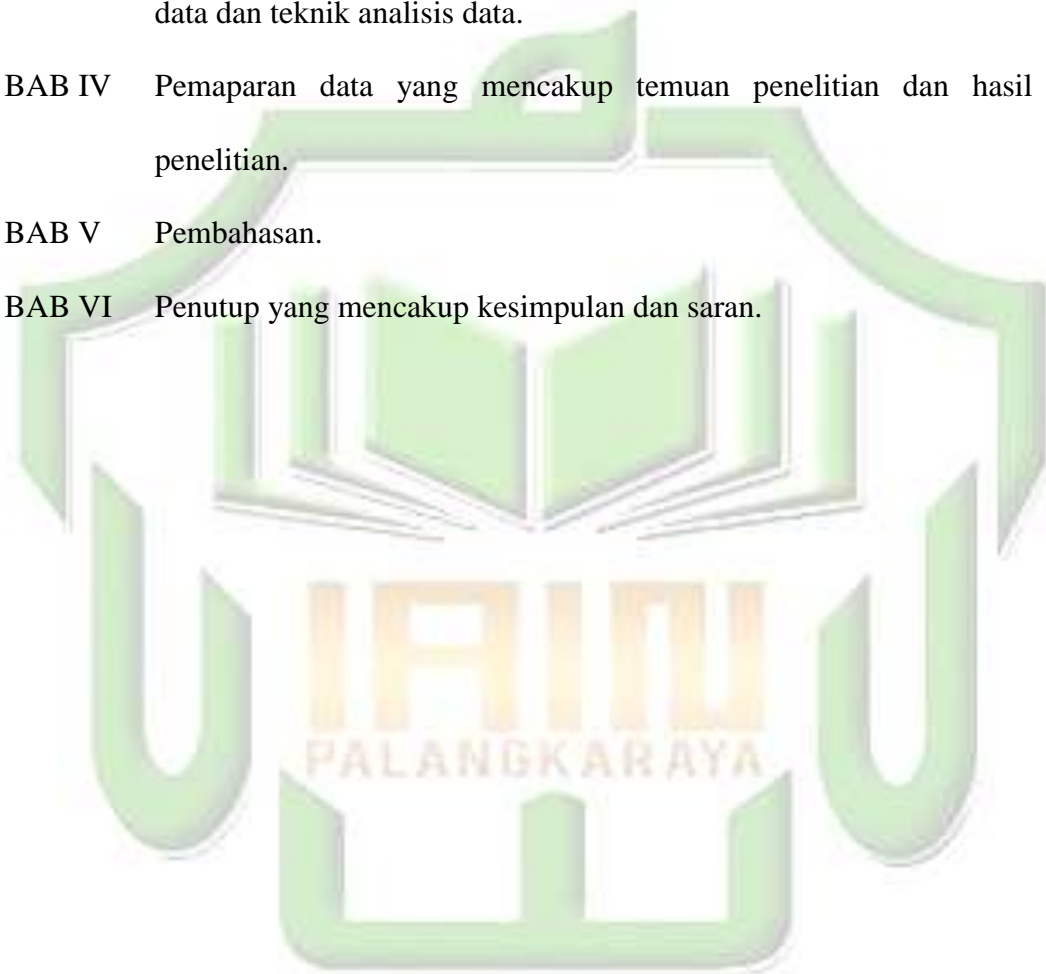 data dan teknik analisis data.
BAB IV Pemaparan data yang mencakup temuan penelitian dan hasil
penelitian.
BAB V Pembahasan.
BAB VI Penutup yang mencakup kesimpulan dan saran.
IAIN
PALANGKARAYA